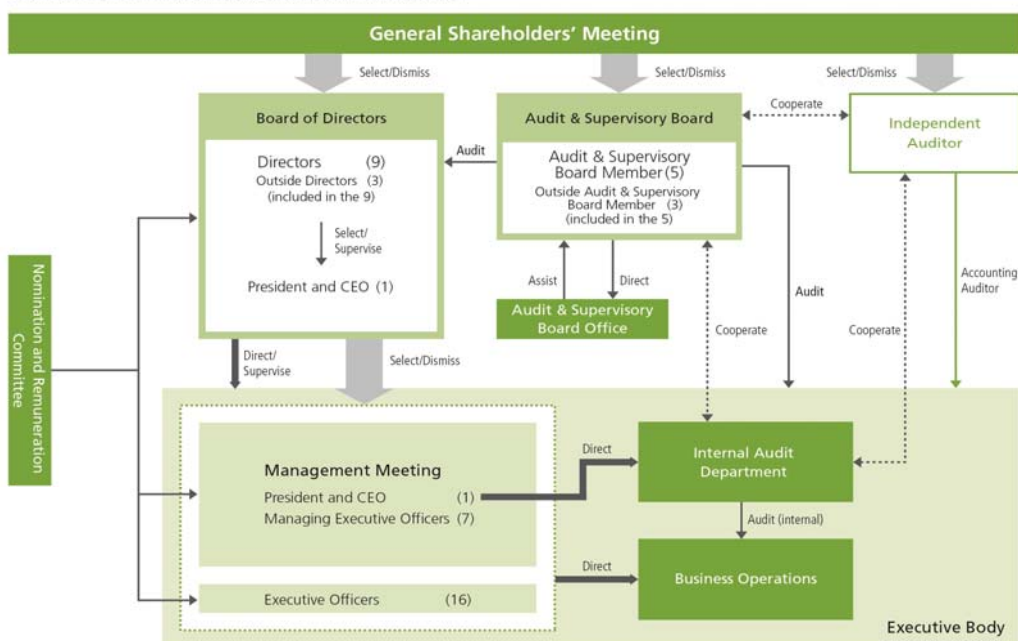 General Shareholders’ Meeting
Select/Dismiss
Select/Dismiss
Select/Dismiss
Board of Directors
Directors (9)
Outside Directors (3)
(included in the 9)
Select/
Supervise
President and CEO (1)
Audit
Audit & Supervisory Board
Audit & Supervisory
Board Member (5)
Outside Audit & Supervisory
Board Member (3)
(included in the 5)
Cooperate
Independent
Auditor
Assist
Direct
Audit & Supervisory
Board Office
Cooperate
Audit
Cooperate
Accounting
Auditor
Nomination and Remuneration
Committee
Direct/
Supervise
Select/Dismiss
Management Meeting
President and CEO (1)
Managing Executive Officers (7)
Executive Officers (16)
Direct
Internal Audit
Department
Audit (internal)
Direct
Business Operations
Executive Body